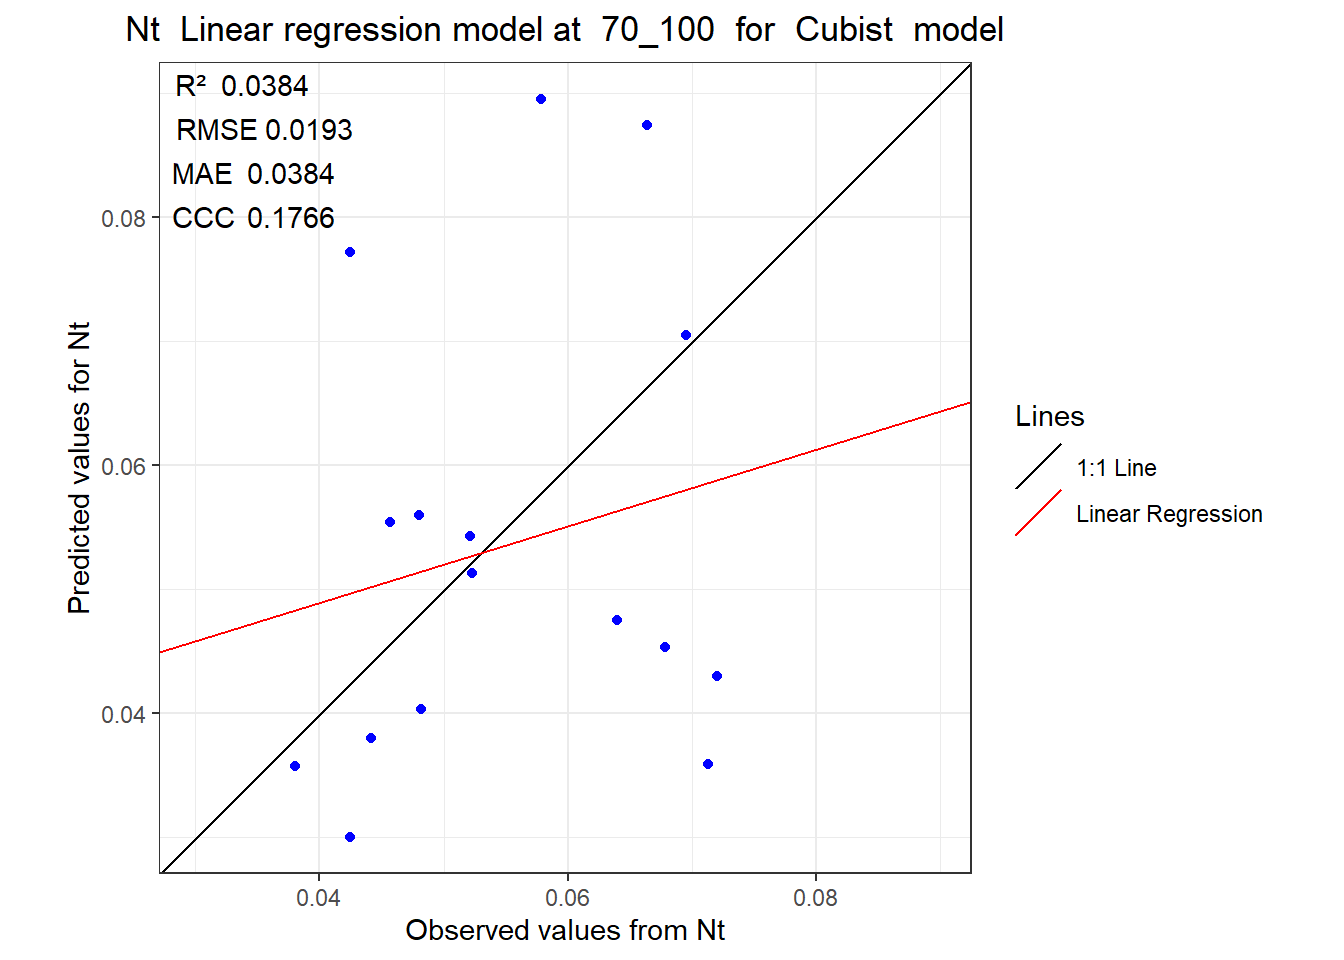 Nt Linear regression model at 70_100 for Cubist model
R² 0.0384
RMSE 0.0193
MAE 0.0384
CCC 0.1766
0.08
0.06
0.04
Predicted values for Nt
0.04 0.06 0.08
Observed values from Nt
Lines
1:1 Line
Linear Regression